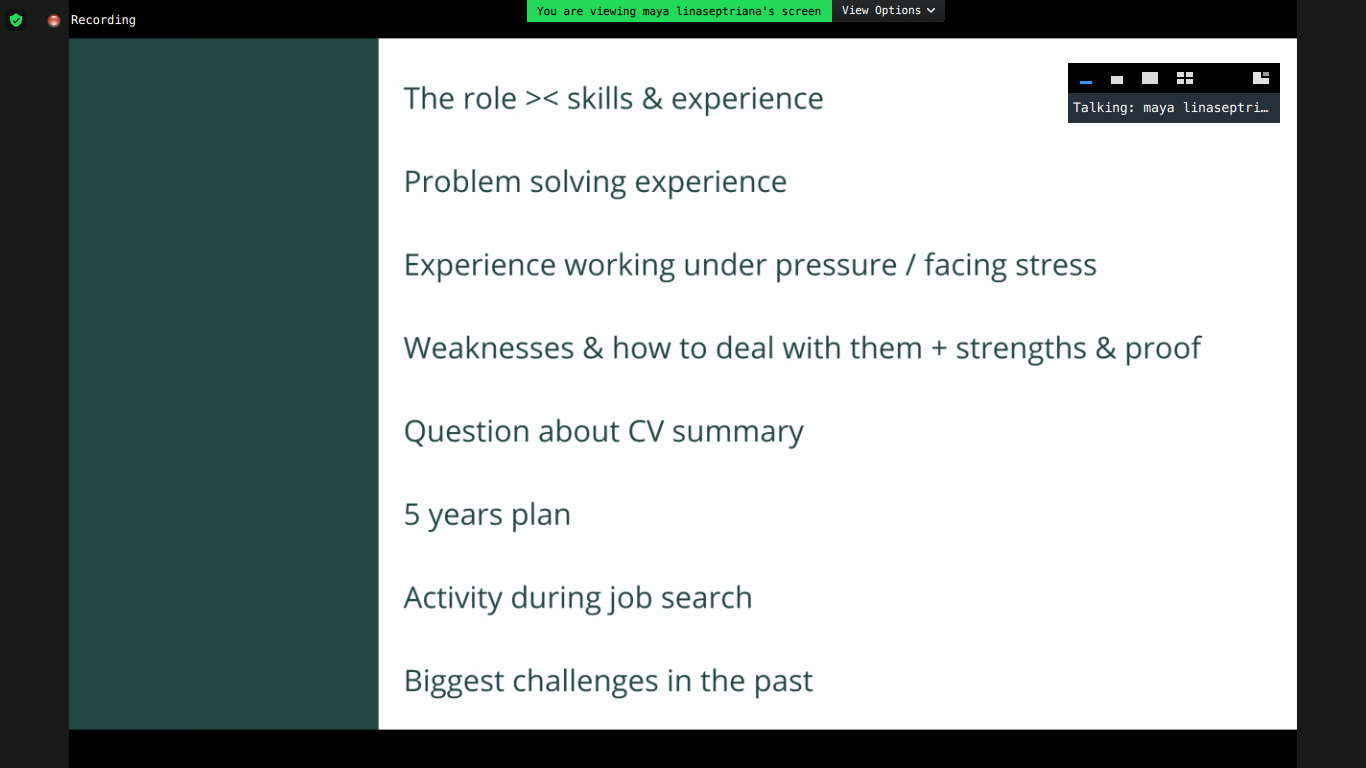 Recording
You are viewing maya linaseptriana's screen
View Options
Talking: maya linaseptri…
The role >< skills & experience
Problem solving experience
Experience working under pressure / facing stress
Weaknesses & how to deal with them + strengths & proof
Question about CV summary
5 years plan
Activity during job search
Biggest challenges in the past